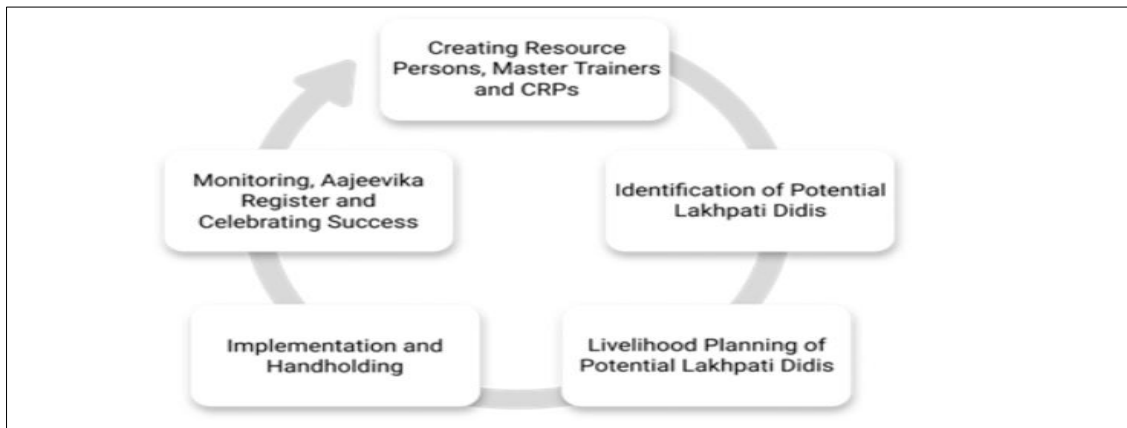 Creating Resource
Persons, Master Trainers
and CRPs
Identification of Potential
Lakhpati Didis
Livelihood Planning of
Potential Lakhpati Didis
Implementation and
Handholding
Monitoring, Aajeevika
Register and
Celebrating Success